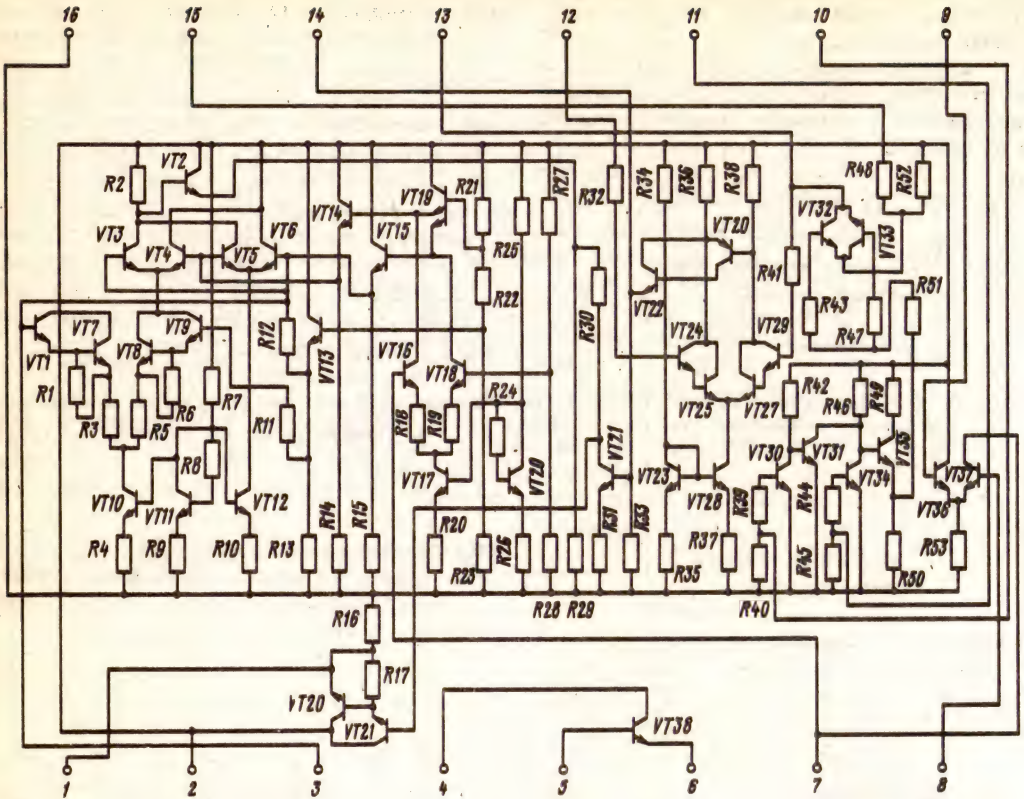 16 15 14 13 12 11 10 9
R2 VT2 VT14 VT19 R21 R27 R32 R34 R36 R38 R48 R52
VT3 VT4 VT5 VT6 VT15 R25 VT20 VT32 VT33
R22 VT22 R41
VT1 VT7 VT8 VT9 R12 VT13 VT16 VT18 R30 VT24 VT29 R43 R47 R51
R1 R3 R5 R6 R7 R11 R18 R19 R24 VT25 VT27 R42 R46 R49
R8 VT17 VT20 VT21 VT23 VT28 VT30 VT31 VT34 VT35 VT37
VT10 VT11 VT12 R14 R15 R39 R44 VT36
R4 R9 R10 R13 R20 R23 R26 R31 R33 R35 R37 R45 R50 R53
R28 R29 R40
R16
R17
VT20
VT21 VT38
1 2 3 4 5 6 7 8